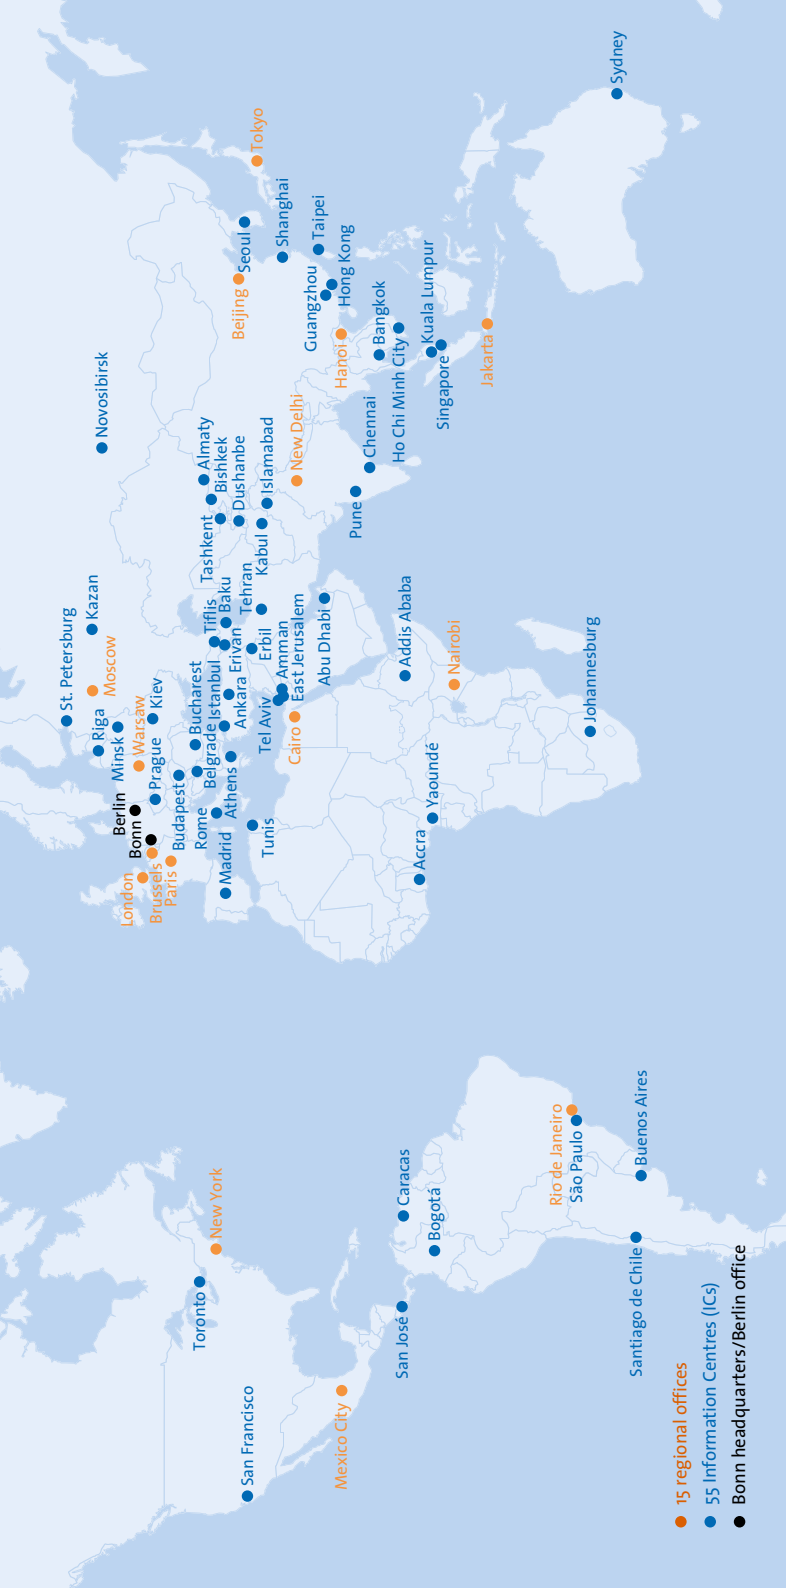 San Francisco
Mexico City
Toronto
New York
San José
Bogotá
Caracas
Santiago de Chile
Buenos Aires
São Paulo
Rio de Janeiro
London
Brussels
Paris
Bonn
Berlin
Madrid
Rome
Tunis
Budapest
Prague
Athens
Belgrade
Warsaw
Minsk
Riga
St. Petersburg
Kiev
Moscow
Kazan
Bucharest
Istanbul
Ankara
Tiflis
Erivan
Baku
Tel Aviv
Cairo
Amman
East Jerusalem
Erbil
Tehran
Abu Dhabi
Accra
Yaoundé
Addis Ababa
Nairobi
Johannesburg
Tashkent
Kabul
Dushanbe
Bishkek
Almaty
Islamabad
New Delhi
Pune
Chennai
Novosibirsk
Beijing
Seoul
Tokyo
Shanghai
Taipei
Guangzhou
Hong Kong
Hanoi
Bangkok
Ho Chi Minh City
Kuala Lumpur
Singapore
Jakarta
Sydney
15 regional offices
55 Information Centres (ICs)
Bonn headquarters/Berlin office